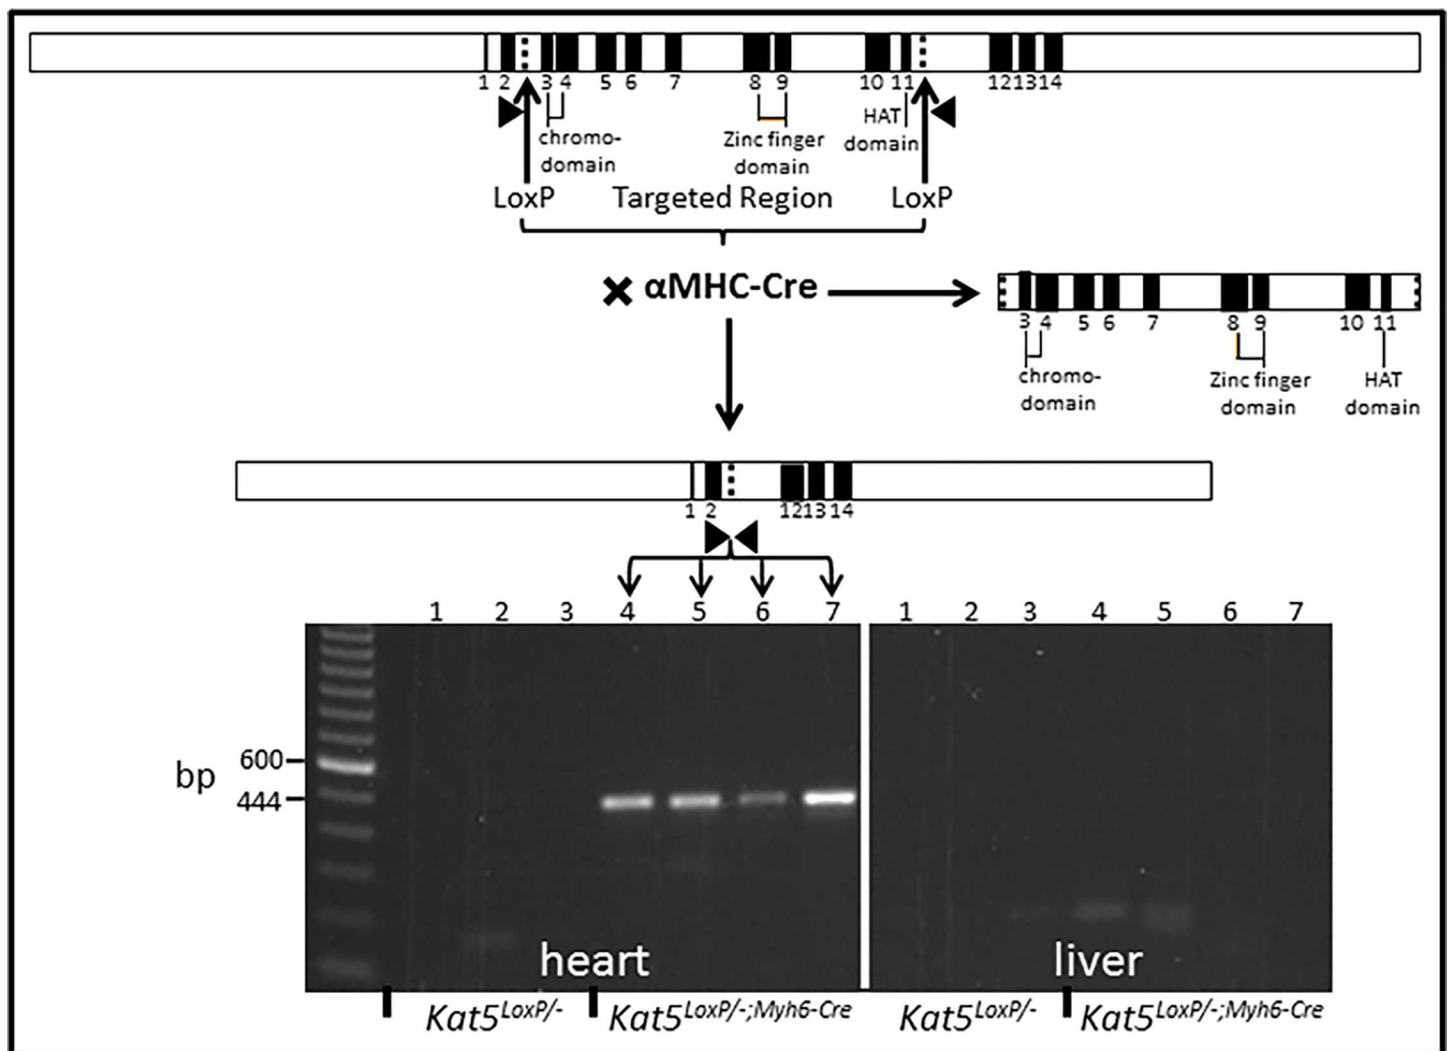 1 2 3 4 5 6 7 8 9 10 11 12 13 14
chromo-
domain
Zinc finger
domain
HAT
domain
LoxP Targeted Region LoxP
× αMHC-Cre
3 4 5 6 7 8 9 10 11
chromo-
domain
Zinc finger
domain
HAT
domain
1 2 12 13 14
1 2 3 4 5 6 7 1 2 3 4 5 6 7
bp
600
444
heart liver
Kat5LoxP/- Kat5LoxP/-;Myh6-Cre Kat5LoxP/- Kat5LoxP/-;Myh6-Cre